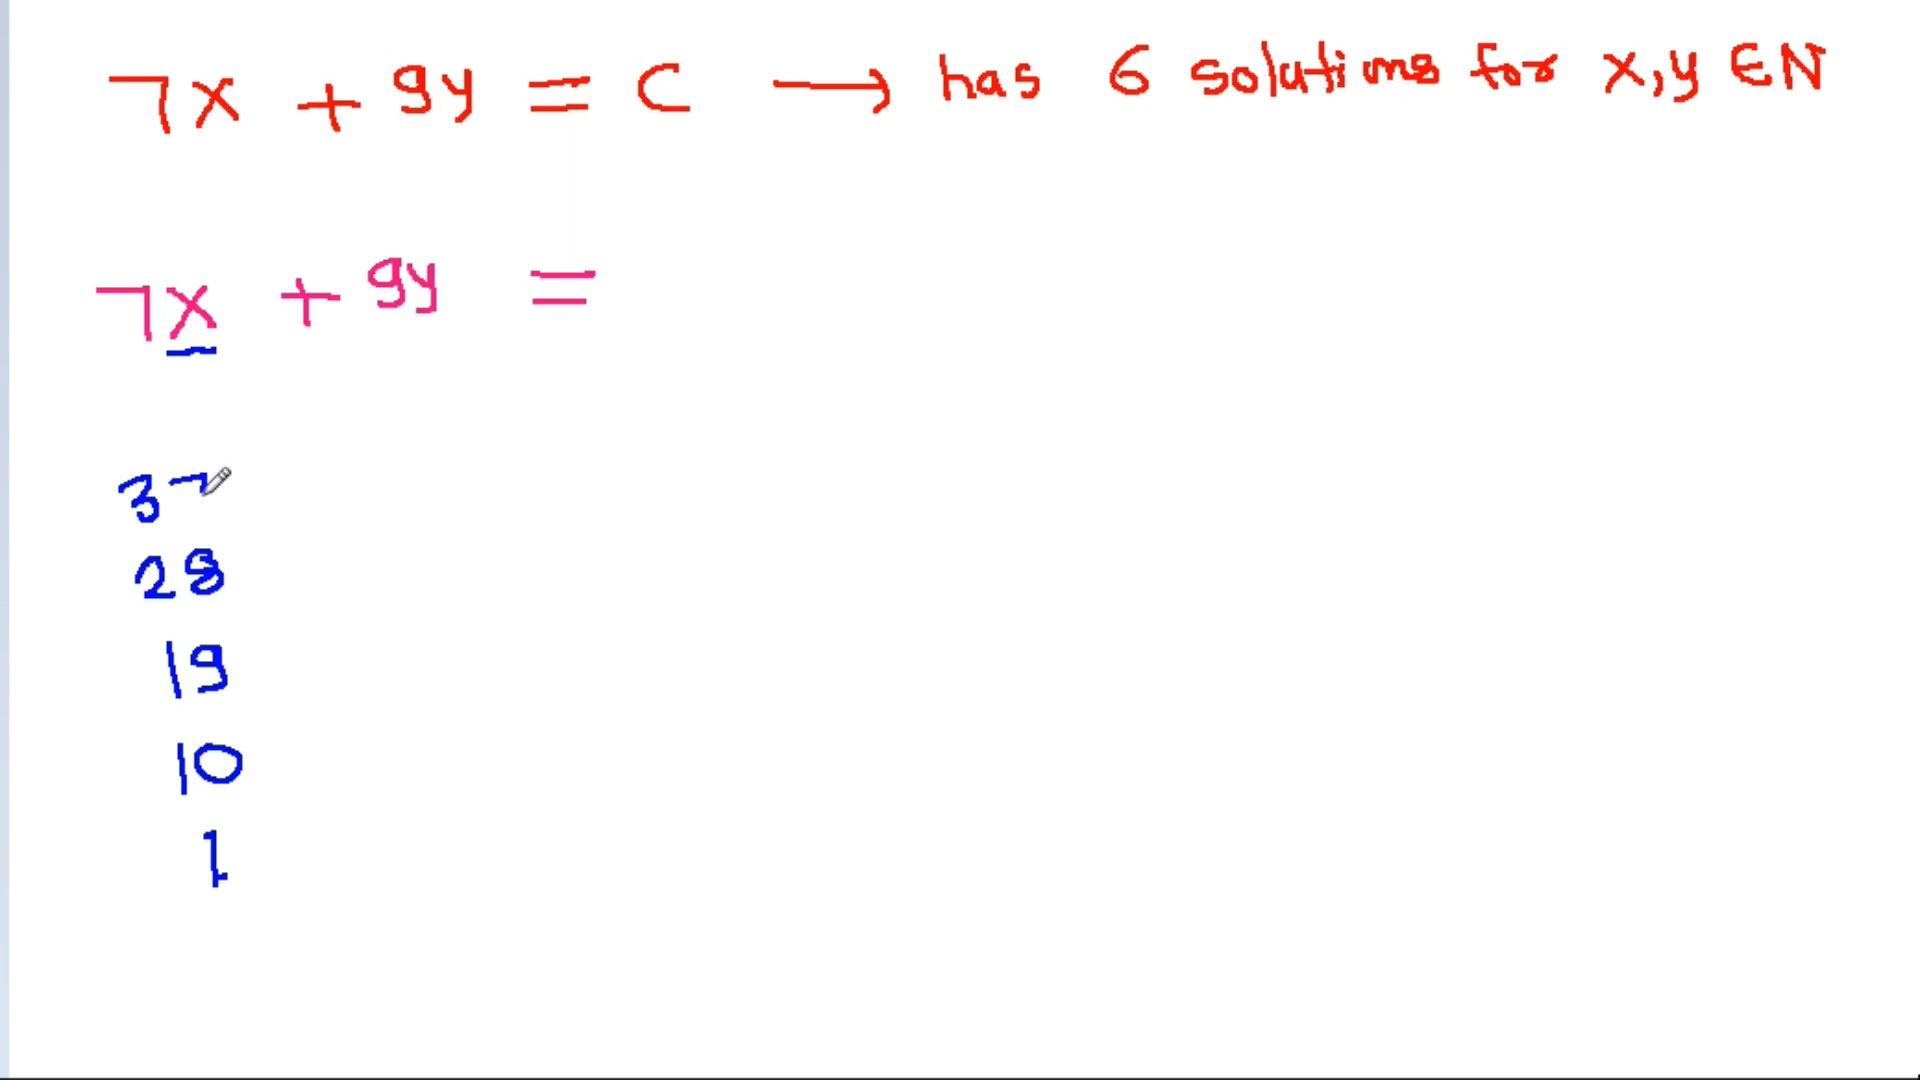 7x + 9y = C → has 6 solutions for x, y ∈ N
7x + 9y =
37
28
19
10
1